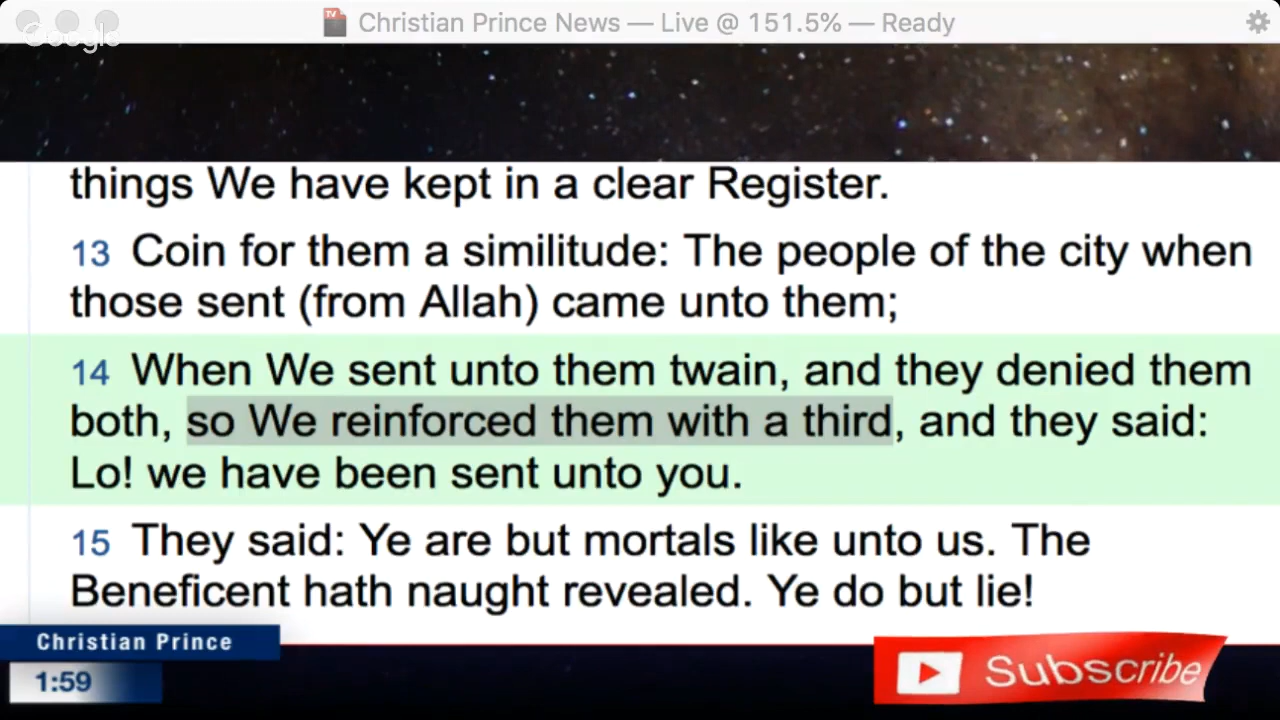 Christian Prince News — Live @ 151.5% — Ready
Google
things We have kept in a clear Register.
13 Coin for them a similitude: The people of the city when
those sent (from Allah) came unto them;
14 When We sent unto them twain, and they denied them
both, so We reinforced them with a third, and they said:
Lo! we have been sent unto you.
15 They said: Ye are but mortals like unto us. The
Beneficent hath naught revealed. Ye do but lie!
Christian Prince
1:59
Subscribe